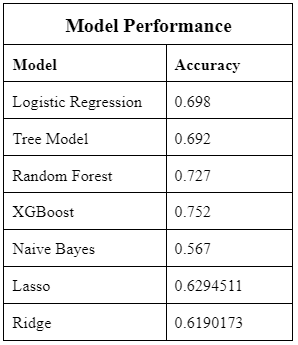 Model Performance
Model Accuracy
Logistic Regression 0.698
Tree Model 0.692
Random Forest 0.727
XGBoost 0.752
Naive Bayes 0.567
Lasso 0.6294511
Ridge 0.6190173